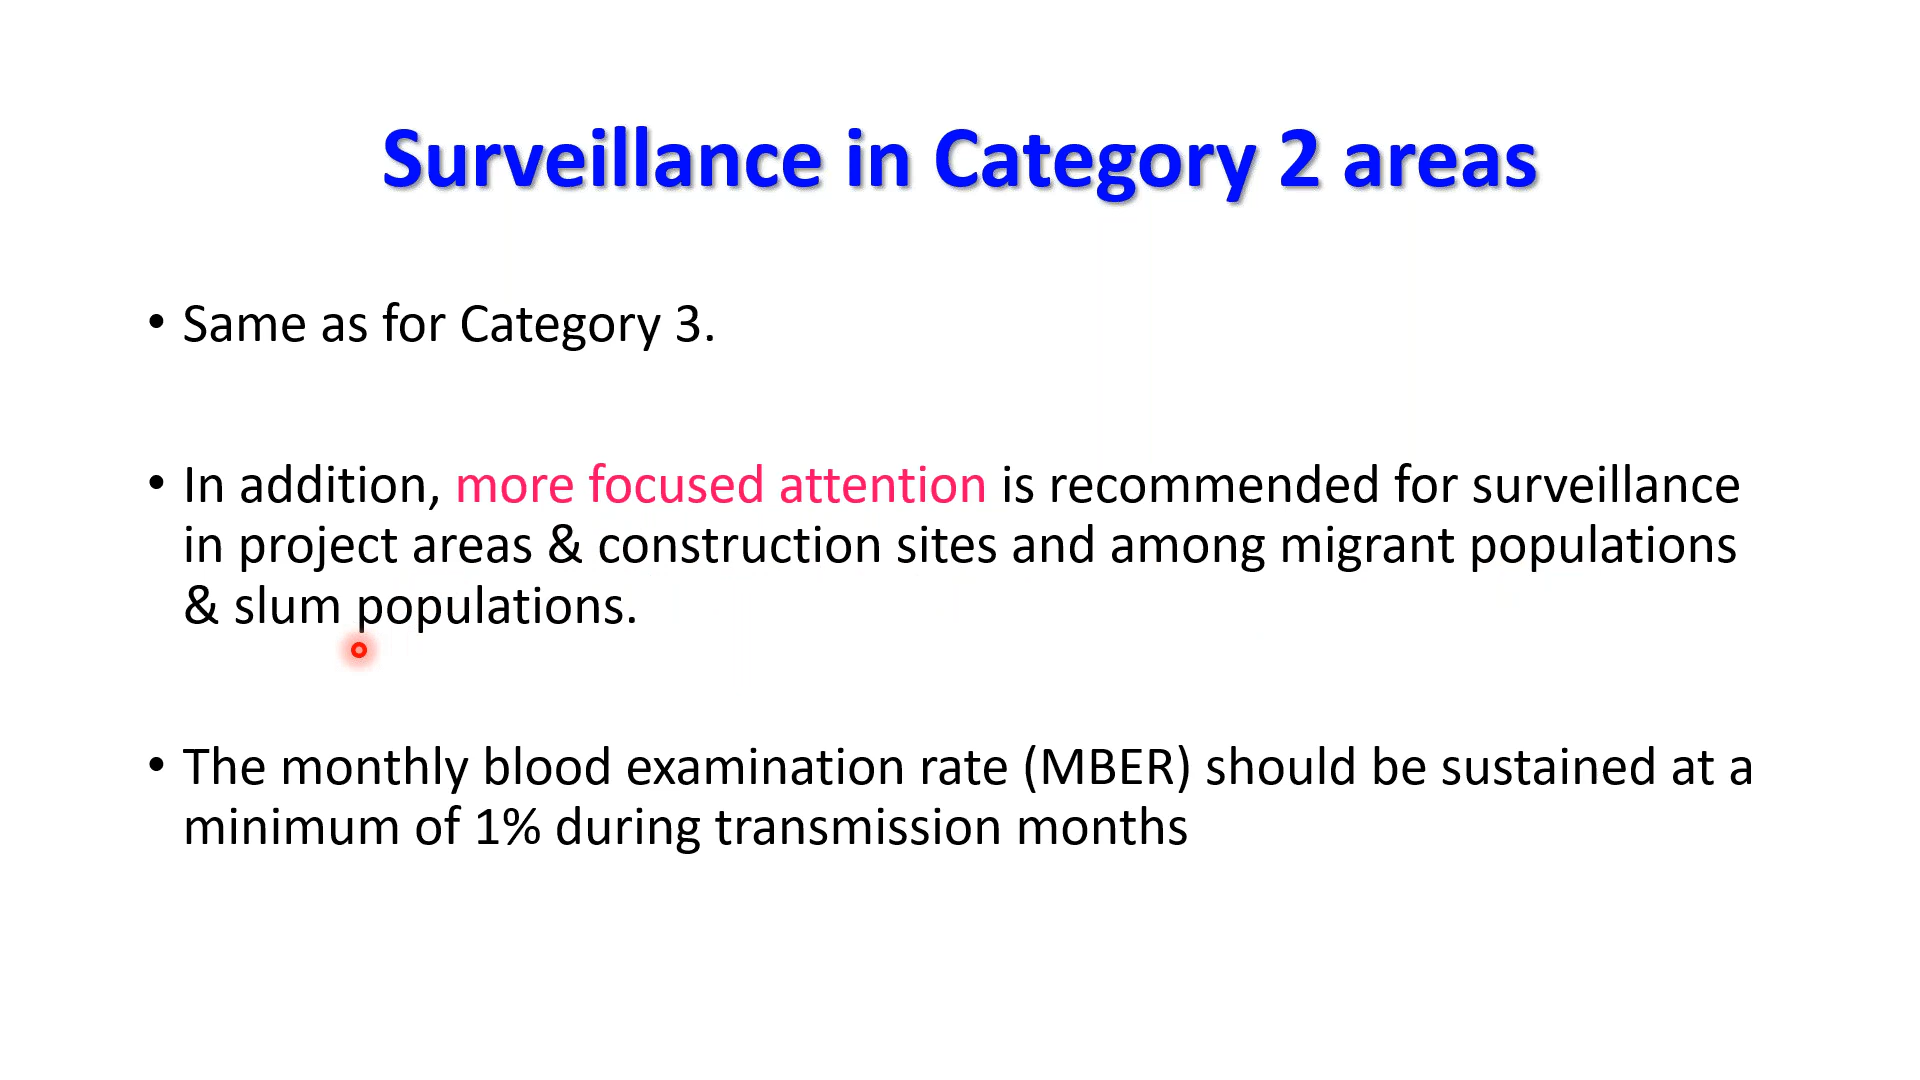 Surveillance in Category 2 areas
• Same as for Category 3.
• In addition, more focused attention is recommended for surveillance
in project areas & construction sites and among migrant populations
& slum populations.
• The monthly blood examination rate (MBER) should be sustained at a
minimum of 1% during transmission months